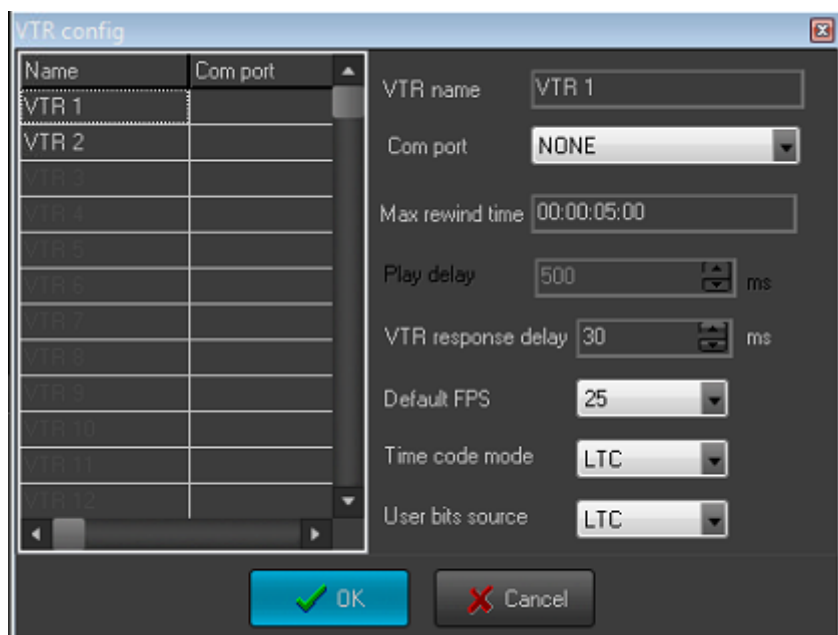 VTR config
Name Com port
VTR 1
VTR 2
VTR 3
VTR 4
VTR 5
VTR 6
VTR 7
VTR 8
VTR 9
VTR 10
VTR 11
VTR 12
VTR name VTR 1
Com port NONE
Max rewind time 00:00:05:00
Play delay 500 ms
VTR response delay 30 ms
Default FPS 25
Time code mode LTC
User bits source LTC
OK Cancel